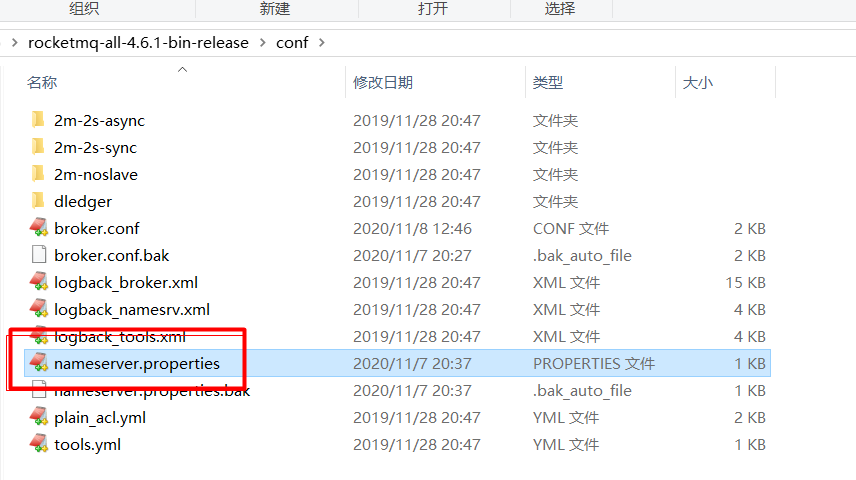 组织 新建 打开 选择
rocketmq-all-4.6.1-bin-release > conf >
名称 修改日期 类型 大小
2m-2s-async 2019/11/28 20:47 文件夹
2m-2s-sync 2019/11/28 20:47 文件夹
2m-noslave 2019/11/28 20:47 文件夹
dledger 2019/11/28 20:47 文件夹
broker.conf 2020/11/8 12:46 CONF 文件 2 KB
broker.conf.bak 2020/11/7 20:27 .bak_auto_file 2 KB
logback_broker.xml 2019/11/28 20:47 XML 文件 15 KB
logback_namesrv.xml 2019/11/28 20:47 XML 文件 4 KB
logback_tools.xml 2019/11/28 20:47 XML 文件 4 KB
nameserver.properties 2020/11/7 20:37 PROPERTIES 文件 1 KB
nameserver.properties.bak 2020/11/7 20:37 .bak_auto_file 1 KB
plain_acl.yml 2019/11/28 20:47 YML 文件 2 KB
tools.yml 2019/11/28 20:47 YML 文件 1 KB